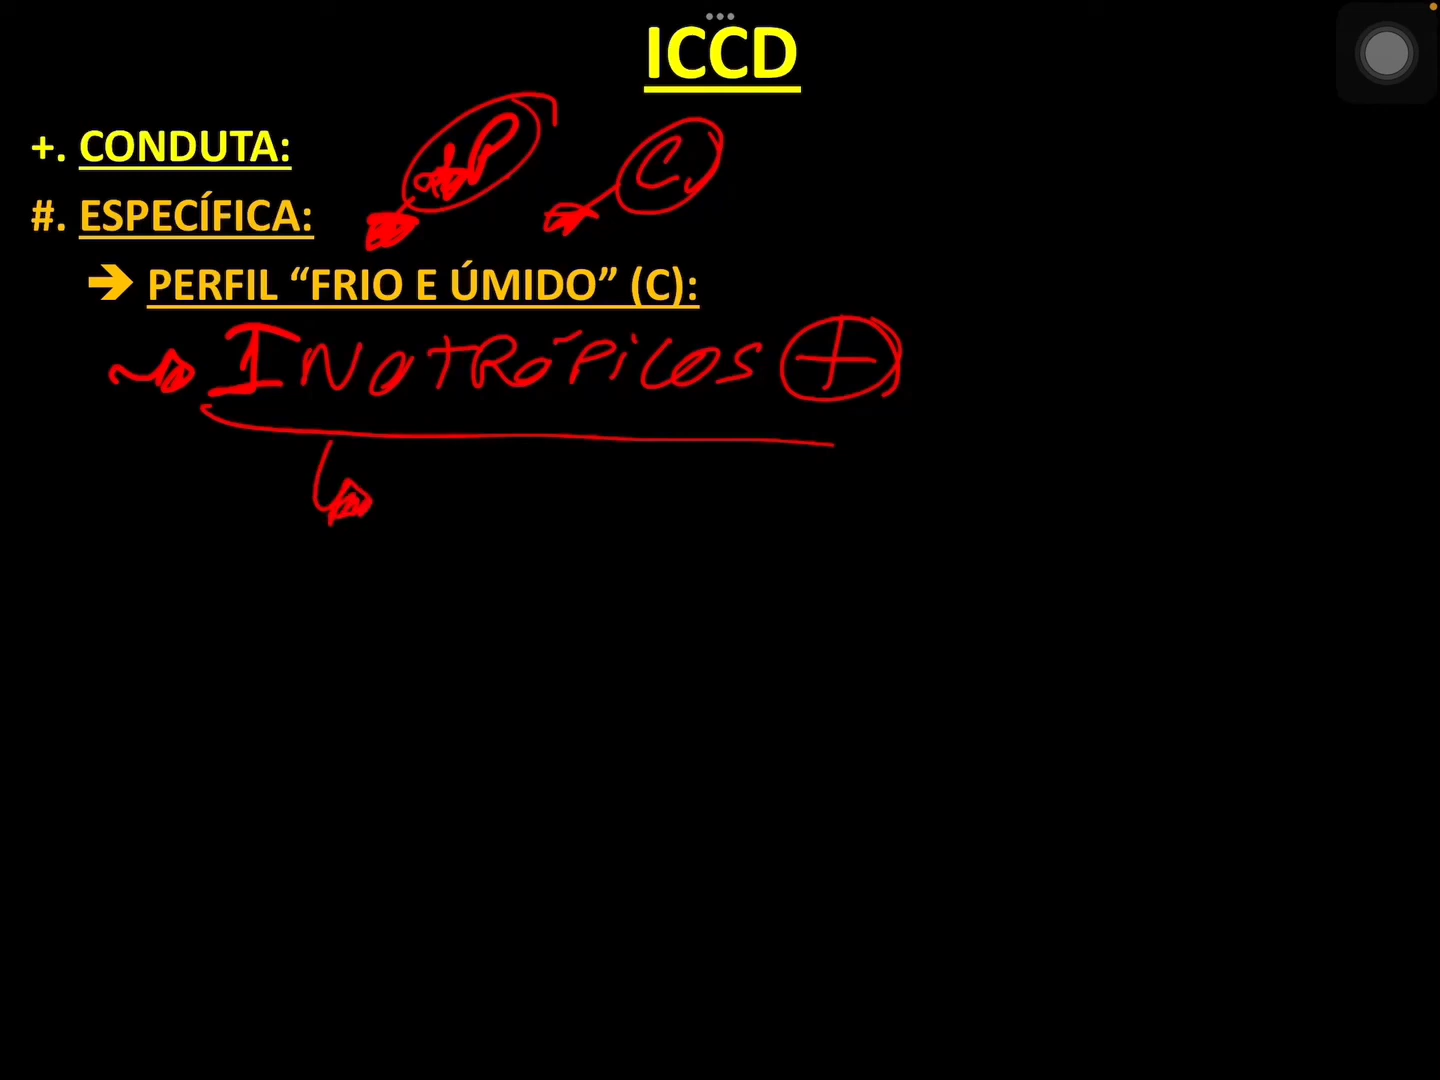 ICCD
+. CONDUTA:
C
#. ESPECÍFICA:
➔ PERFIL “FRIO E ÚMIDO” (C):
INOTRÓPICOS +